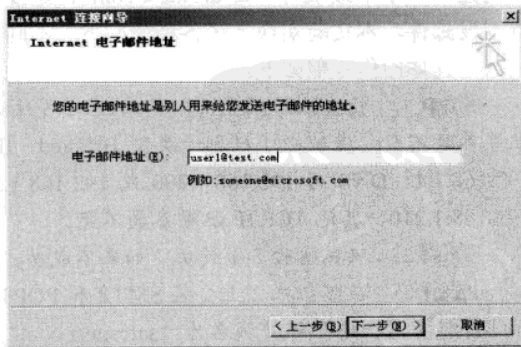 Internet 连接向导
Internet 电子邮件地址
您的电子邮件地址是别人用来给您发送电子邮件的地址。
电子邮件地址(E): user1@test.com
例如:someone@microsoft.com
<上一步(B) 下一步(N)> 取消